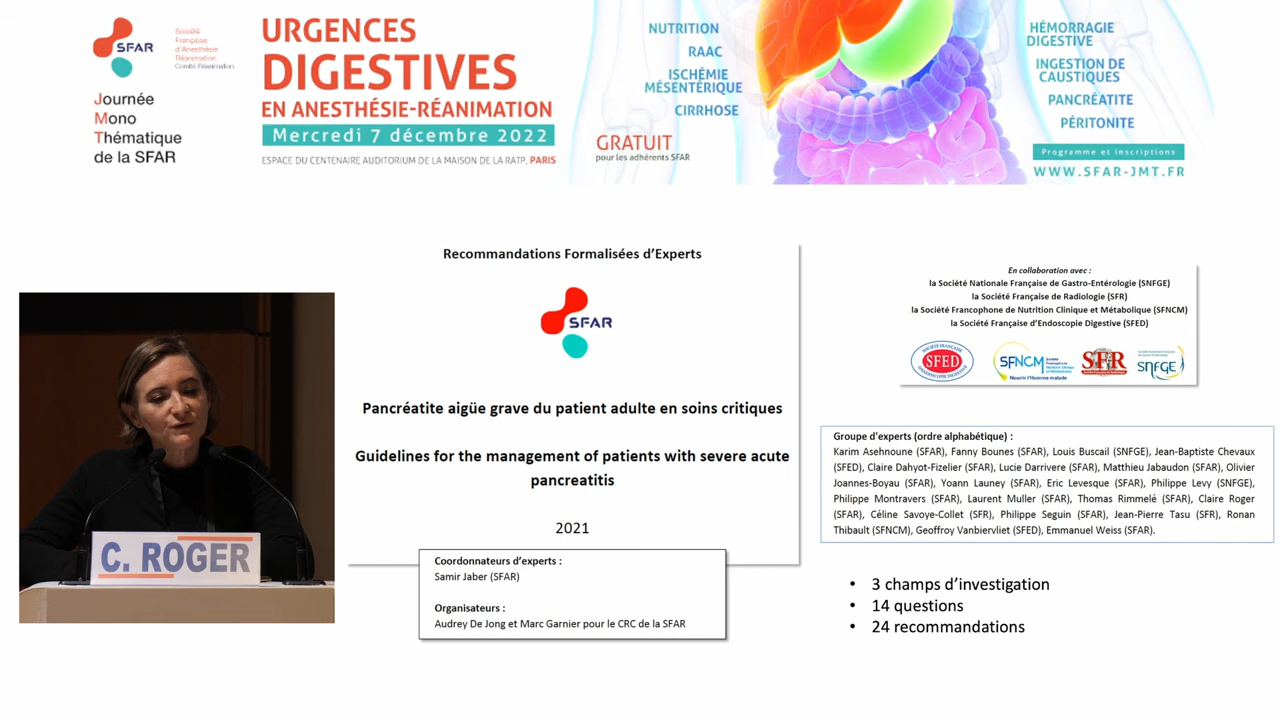 SFAR
Société
Française
d'Anesthésie
Réanimation
Comité Réanimation
Journée
Mono
Thématique
de la SFAR
URGENCES
DIGESTIVES
EN ANESTHÉSIE-RÉANIMATION
Mercredi 7 décembre 2022
ESPACE DU CENTENAIRE AUDITORIUM DE LA MAISON DE LA RATP, PARIS
NUTRITION
RAAC
ISCHÉMIE
MÉSENTÉRIQUE
CIRRHOSE
GRATUIT
pour les adhérents SFAR
HÉMORRAGIE
DIGESTIVE
INGESTION DE
CAUSTIQUES
PANCRÉATITE
PÉRITONITE
Programme et inscriptions
WWW.SFAR-JMT.FR
C. ROGER
Recommandations Formalisées d'Experts
SFAR
Pancréatite aigüe grave du patient adulte en soins critiques
Guidelines for the management of patients with severe acute
pancreatitis
2021
Coordonnateurs d'experts :
Samir Jaber (SFAR)
Organisateurs :
Audrey De Jong et Marc Garnier pour le CRC de la SFAR
En collaboration avec :
la Société Nationale Française de Gastro-Entérologie (SNFGE)
la Société Française de Radiologie (SFR)
la Société Francophone de Nutrition Clinique et Métabolique (SFNCM)
la Société Française d'Endoscopie Digestive (SFED)
SFED
SFNCM
Nourrir l'Homme malade
SFR
SNFGE
Groupe d'experts (ordre alphabétique) :
Karim Asehnoune (SFAR), Fanny Bounes (SFAR), Louis Buscail (SNFGE), Jean-Baptiste Chevaux
(SFED), Claire Dahyot-Fizelier (SFAR), Lucie Darrivere (SFAR), Matthieu Jabaudon (SFAR), Olivier
Joannes-Boyau (SFAR), Yoann Launey (SFAR), Eric Levesque (SFAR), Philippe Levy (SNFGE),
Philippe Montravers (SFAR), Laurent Muller (SFAR), Thomas Rimmelé (SFAR), Claire Roger
(SFAR), Céline Savoye-Collet (SFR), Philippe Seguin (SFAR), Jean-Pierre Tasu (SFR), Ronan
Thibault (SFNCM), Geoffroy Vanbiervliet (SFED), Emmanuel Weiss (SFAR).
• 3 champs d'investigation
• 14 questions
• 24 recommandations